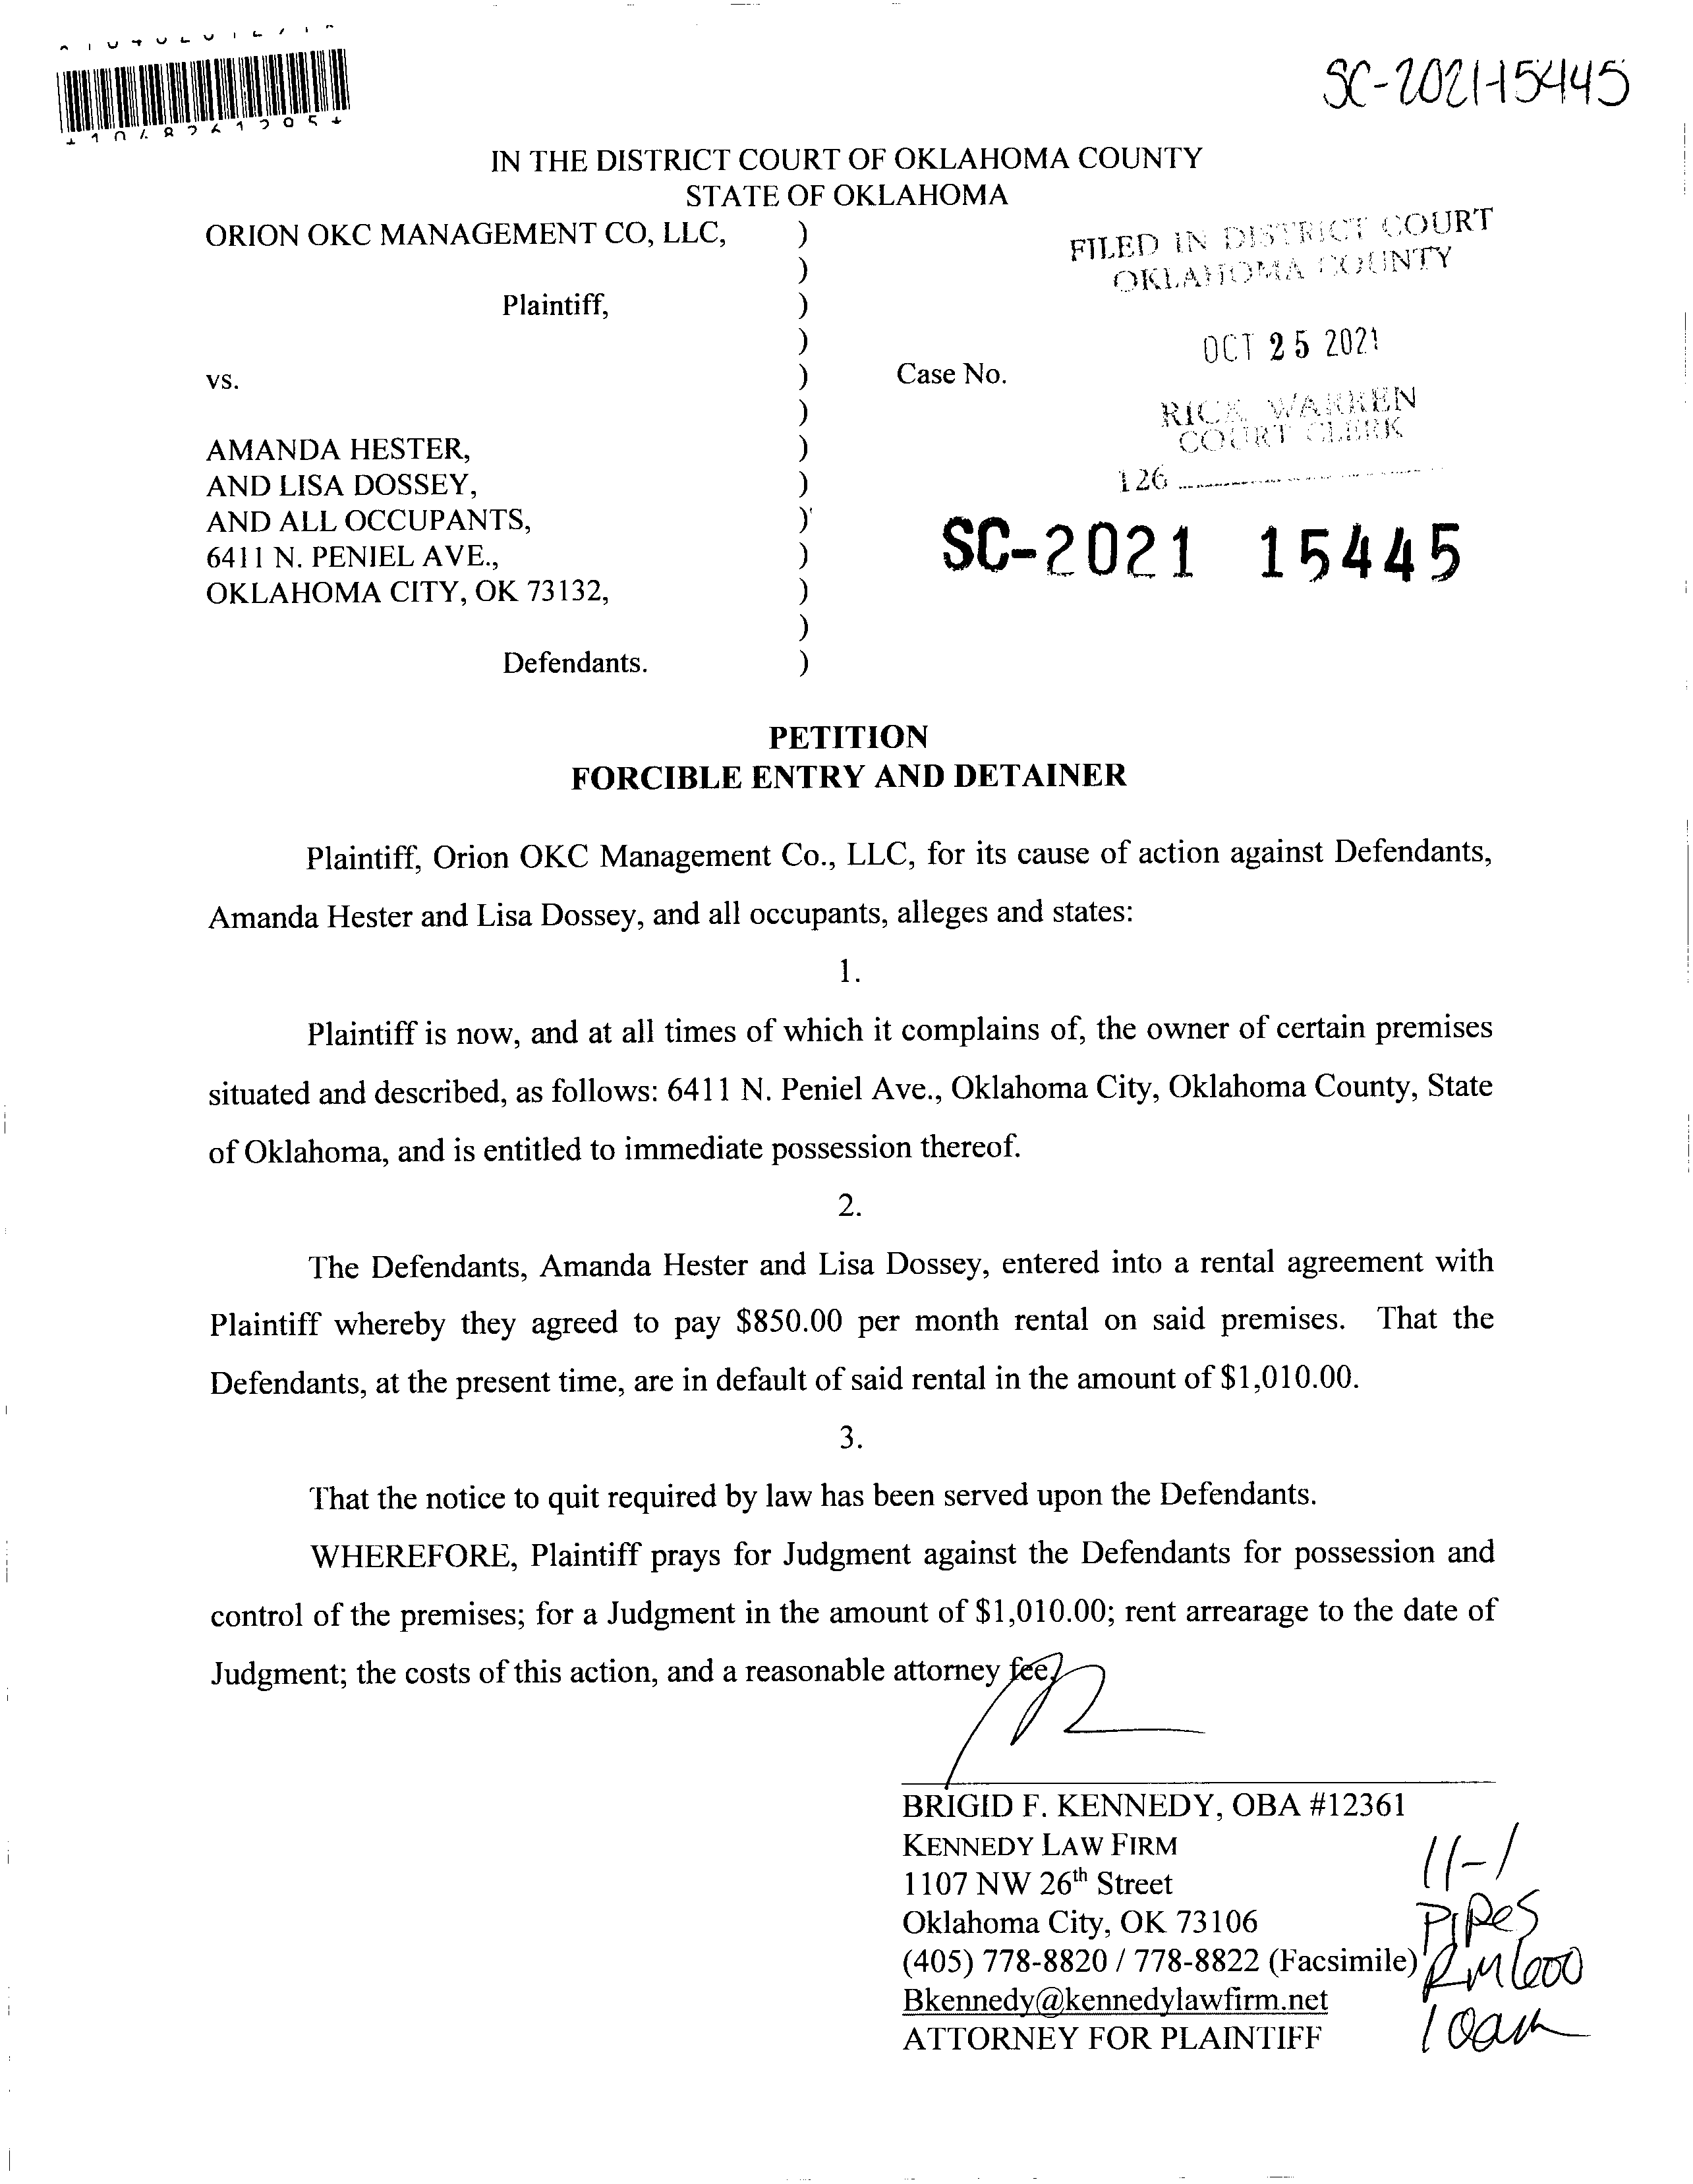 SC-2021-15445
IN THE DISTRICT COURT OF OKLAHOMA COUNTY
STATE OF OKLAHOMA
ORION OKC MANAGEMENT CO, LLC, )
)
Plaintiff, )
)
vs. ) Case No.
)
AMANDA HESTER, )
AND LISA DOSSEY, )
AND ALL OCCUPANTS, )
6411 N. PENIEL AVE., )
OKLAHOMA CITY, OK 73132, )
)
Defendants. )
FILED IN DISTRICT COURT
OKLAHOMA COUNTY
OCT 25 2021
RICK WARREN
COURT CLERK
126
SC-2021 15445
PETITION
FORCIBLE ENTRY AND DETAINER
Plaintiff, Orion OKC Management Co., LLC, for its cause of action against Defendants,
Amanda Hester and Lisa Dossey, and all occupants, alleges and states:
1.
Plaintiff is now, and at all times of which it complains of, the owner of certain premises
situated and described, as follows: 6411 N. Peniel Ave., Oklahoma City, Oklahoma County, State
of Oklahoma, and is entitled to immediate possession thereof.
2.
The Defendants, Amanda Hester and Lisa Dossey, entered into a rental agreement with
Plaintiff whereby they agreed to pay $850.00 per month rental on said premises. That the
Defendants, at the present time, are in default of said rental in the amount of $1,010.00.
3.
That the notice to quit required by law has been served upon the Defendants.
WHEREFORE, Plaintiff prays for Judgment against the Defendants for possession and
control of the premises; for a Judgment in the amount of $1,010.00; rent arrearage to the date of
Judgment; the costs of this action, and a reasonable attorney fee.
BRIGID F. KENNEDY, OBA #12361
KENNEDY LAW FIRM
1107 NW 26th Street
Oklahoma City, OK 73106
(405) 778-8820 / 778-8822 (Facsimile)
Bkennedy@kennedylawfirm.net
ATTORNEY FOR PLAINTIFF
11-1
PIPES
RM 600
10am